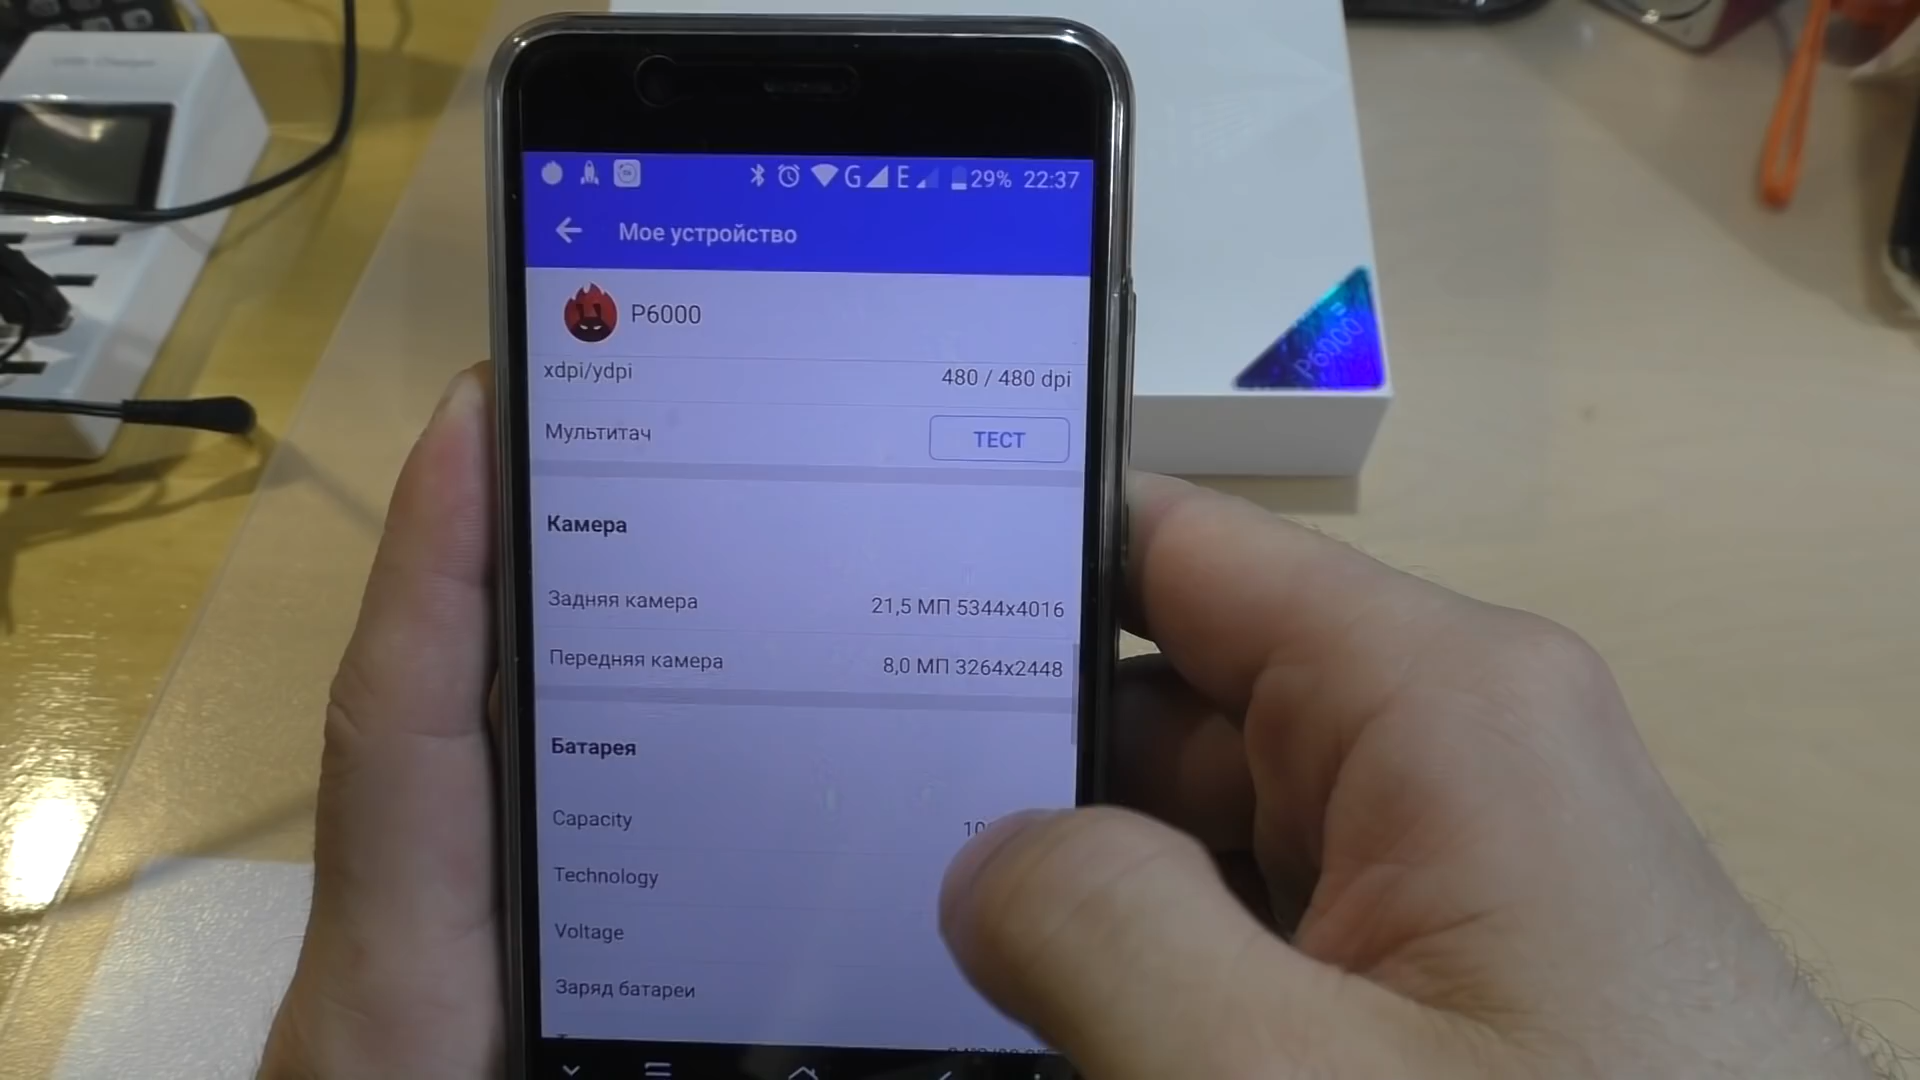 G E 29% 22:37
Мое устройство
P6000
xdpi/ydpi 480 / 480 dpi
Мультитач ТЕСТ
Камера
Задняя камера 21,5 МП 5344x4016
Передняя камера 8,0 МП 3264x2448
Батарея
Capacity
Technology
Voltage
Заряд батареи
P6000